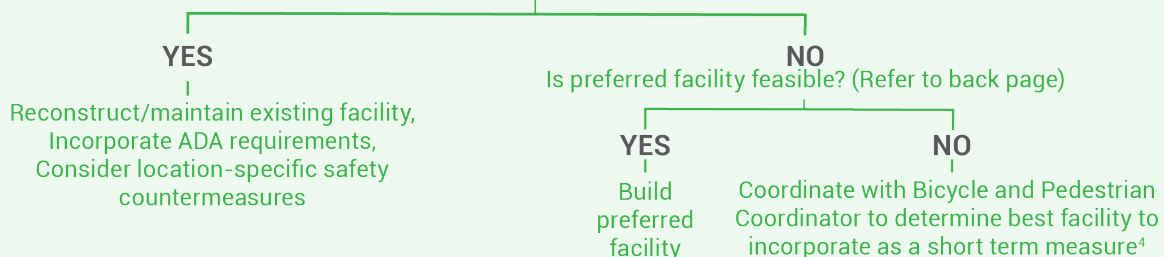 YES
Reconstruct/maintain existing facility,
Incorporate ADA requirements,
Consider location-specific safety
countermeasures
NO
Is preferred facility feasible? (Refer to back page)
YES
Build
preferred
facility
NO
Coordinate with Bicycle and Pedestrian
Coordinator to determine best facility to
incorporate as a short term measure⁴